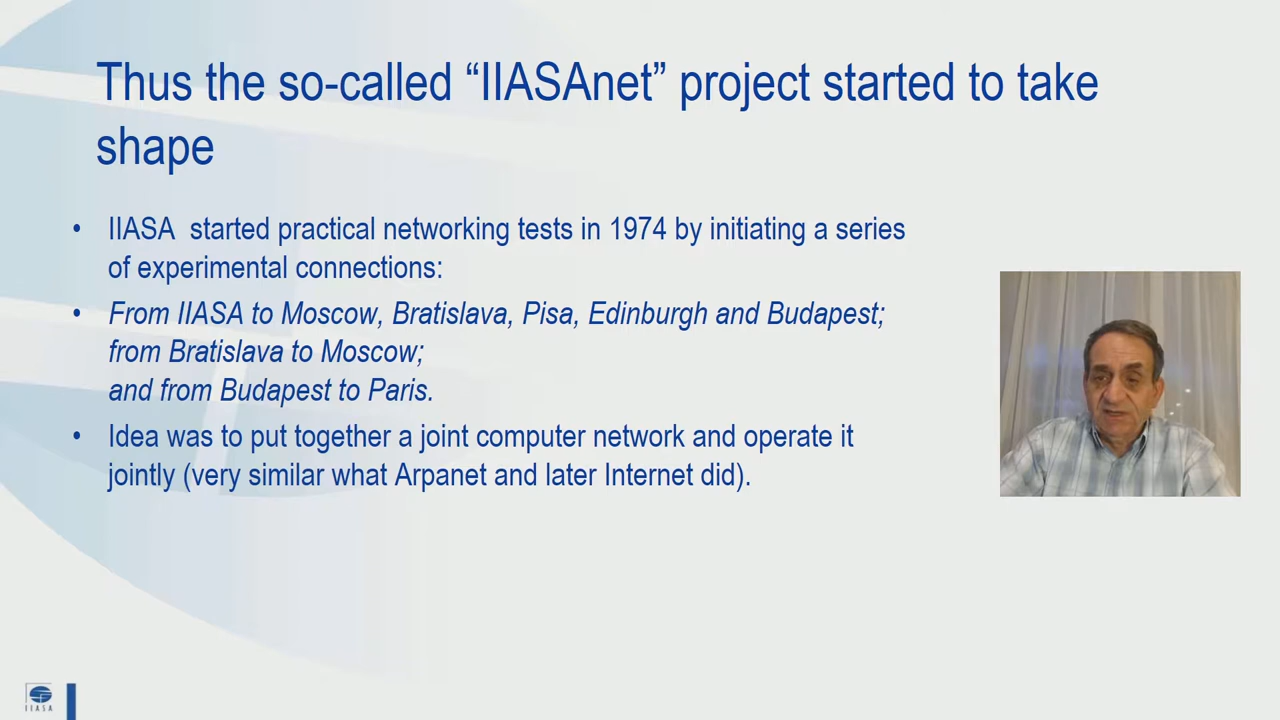 Thus the so-called “IIASAnet” project started to take
shape
• IIASA started practical networking tests in 1974 by initiating a series
of experimental connections:
• From IIASA to Moscow, Bratislava, Pisa, Edinburgh and Budapest;
from Bratislava to Moscow;
and from Budapest to Paris.
• Idea was to put together a joint computer network and operate it
jointly (very similar what Arpanet and later Internet did).
IIASA